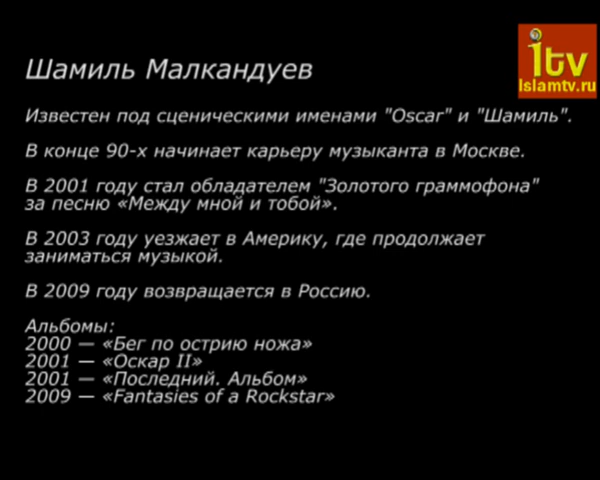 itv
Islamtv.ru
Шамиль Малкандуев
Известен под сценическими именами "Oscar" и "Шамиль".
В конце 90-х начинает карьеру музыканта в Москве.
В 2001 году стал обладателем "Золотого граммофона"
за песню «Между мной и тобой».
В 2003 году уезжает в Америку, где продолжает
заниматься музыкой.
В 2009 году возвращается в Россию.
Альбомы:
2000 — «Бег по острию ножа»
2001 — «Оскар II»
2001 — «Последний. Альбом»
2009 — «Fantasies of a Rockstar»